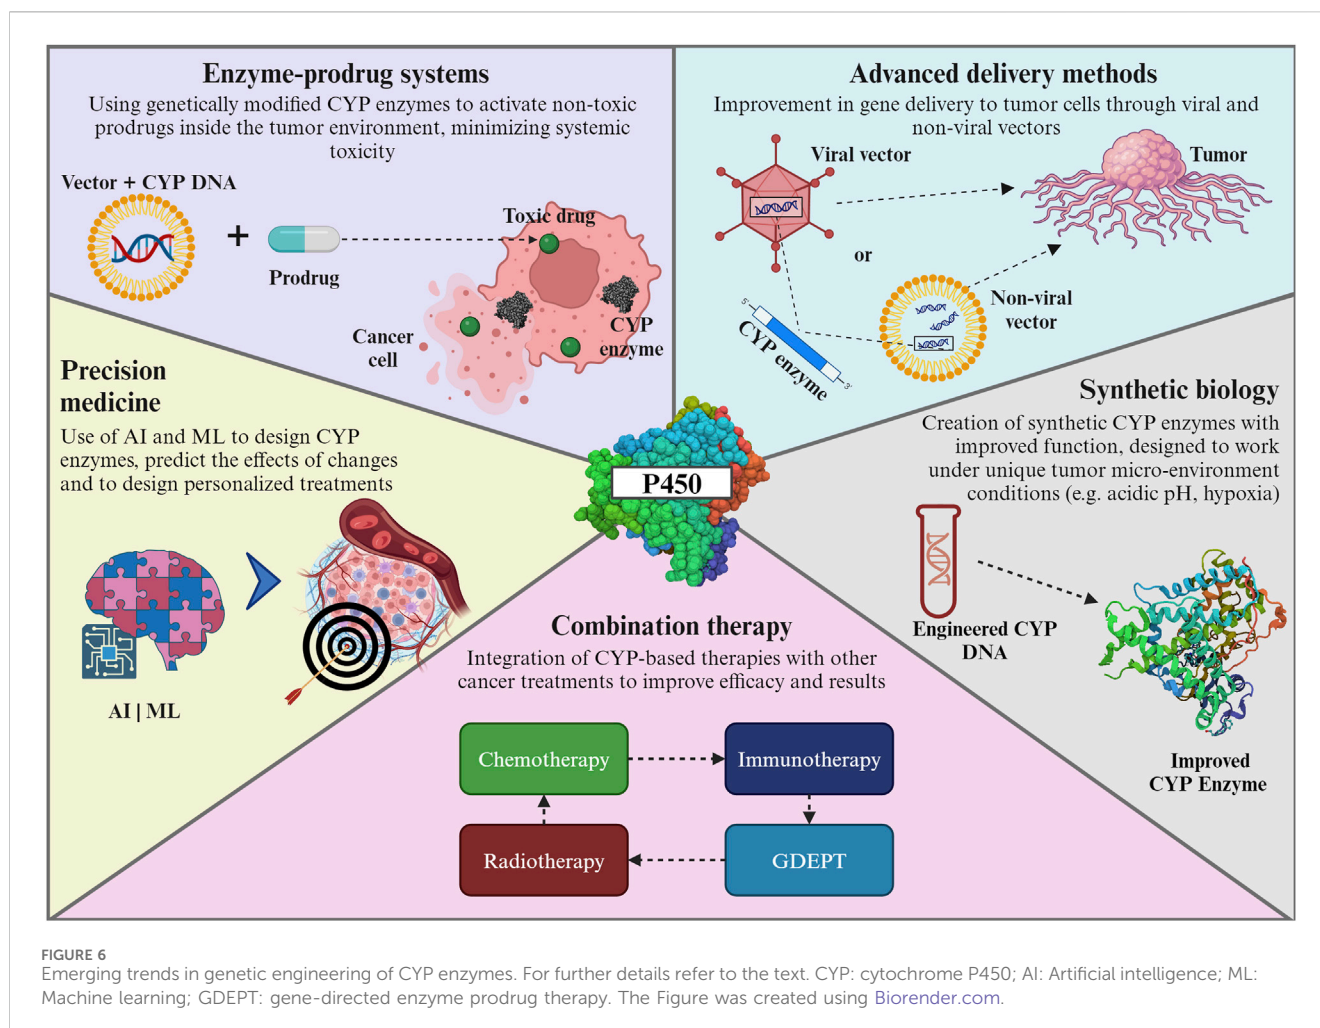 Enzyme-prodrug systems
Using genetically modified CYP enzymes to activate non-toxic
prodrugs inside the tumor environment, minimizing systemic
toxicity
Vector + CYP DNA
+
Prodrug
Toxic drug
Cancer
cell
CYP
enzyme
Advanced delivery methods
Improvement in gene delivery to tumor cells through viral and
non-viral vectors
Viral vector
Tumor
or
Non-viral
vector
5'
CYP enzyme
3'
Precision
medicine
Use of AI and ML to design CYP
enzymes, predict the effects of changes
and to design personalized treatments
AI | ML
P450
Synthetic biology
Creation of synthetic CYP enzymes with
improved function, designed to work
under unique tumor micro-environment
conditions (e.g. acidic pH, hypoxia)
Engineered CYP
DNA
Improved
CYP Enzyme
Combination therapy
Integration of CYP-based therapies with other
cancer treatments to improve efficacy and results
Chemotherapy
Immunotherapy
Radiotherapy
GDEPT
FIGURE 6
Emerging trends in genetic engineering of CYP enzymes. For further details refer to the text. CYP: cytochrome P450; AI: Artificial intelligence; ML:
Machine learning; GDEPT: gene-directed enzyme prodrug therapy. The Figure was created using Biorender.com.